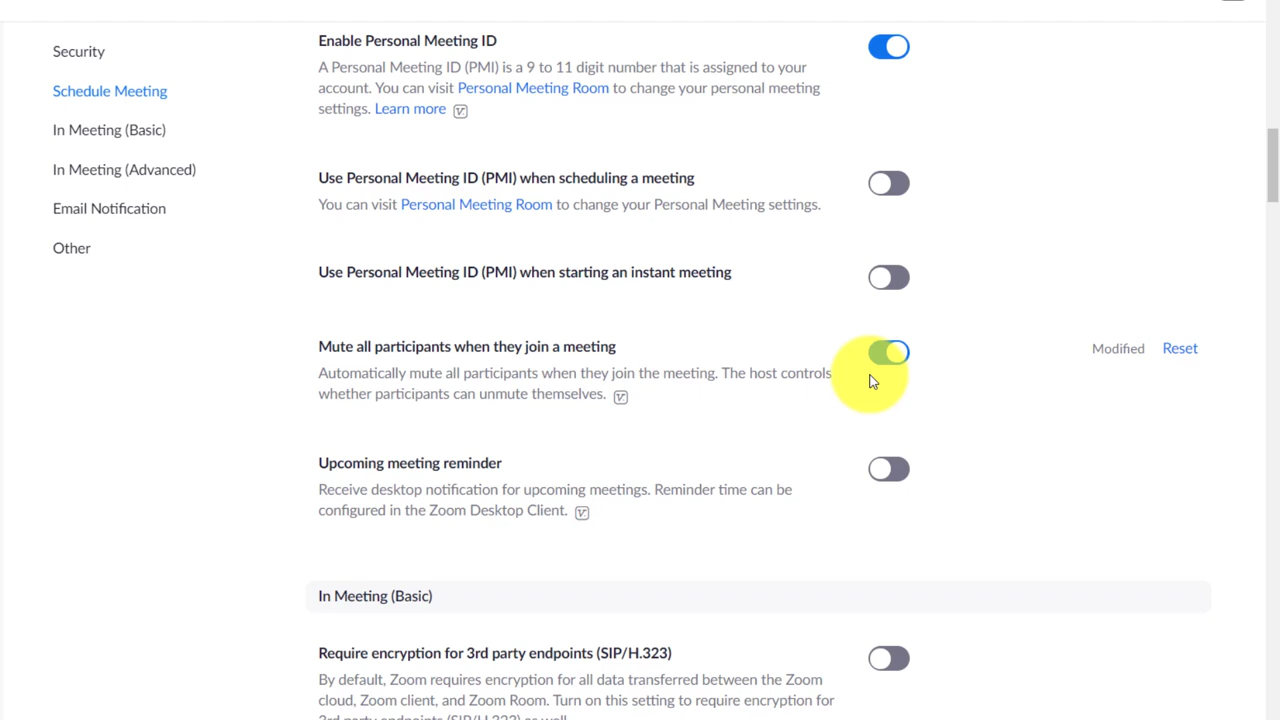 Security
Schedule Meeting
In Meeting (Basic)
In Meeting (Advanced)
Email Notification
Other
Enable Personal Meeting ID
A Personal Meeting ID (PMI) is a 9 to 11 digit number that is assigned to your
account. You can visit Personal Meeting Room to change your personal meeting
settings. Learn more
Use Personal Meeting ID (PMI) when scheduling a meeting
You can visit Personal Meeting Room to change your Personal Meeting settings.
Use Personal Meeting ID (PMI) when starting an instant meeting
Mute all participants when they join a meeting
Modified Reset
Automatically mute all participants when they join the meeting. The host controls
whether participants can unmute themselves.
Upcoming meeting reminder
Receive desktop notification for upcoming meetings. Reminder time can be
configured in the Zoom Desktop Client.
In Meeting (Basic)
Require encryption for 3rd party endpoints (SIP/H.323)
By default, Zoom requires encryption for all data transferred between the Zoom
cloud, Zoom client, and Zoom Room. Turn on this setting to require encryption for
3rd party endpoints (SIP/H.323) as well.